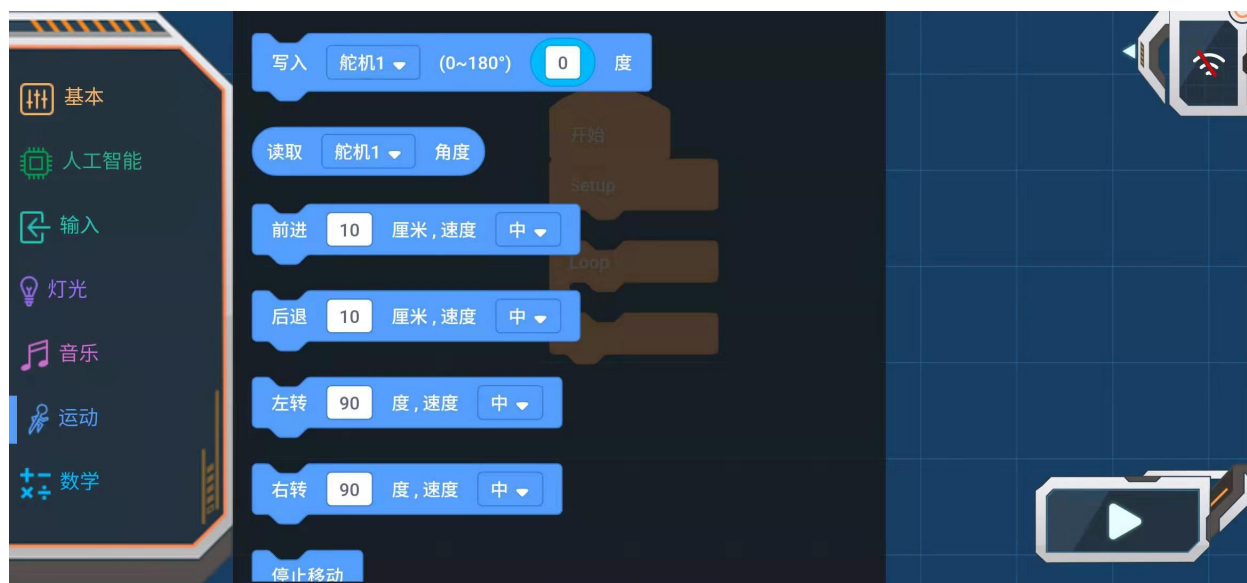 基本
人工智能
输入
灯光
音乐
运动
数学
写入 舵机1 (0~180°) 0 度
读取 舵机1 角度
前进 10 厘米,速度 中
后退 10 厘米,速度 中
左转 90 度,速度 中
右转 90 度,速度 中
停止移动
开始
Setup
Loop